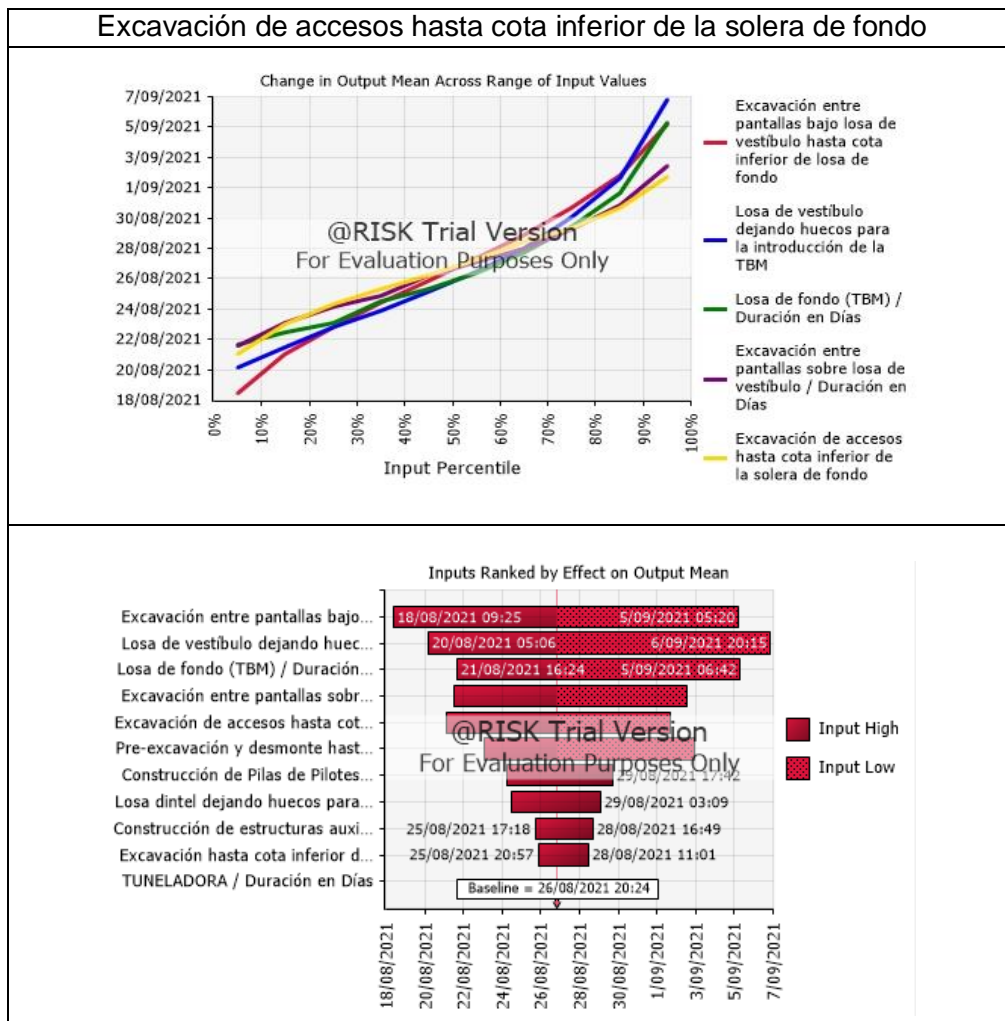 Excavación de accesos hasta cota inferior de la solera de fondo
Change in Output Mean Across Range of Input Values
7/09/2021
5/09/2021
3/09/2021
1/09/2021
30/08/2021
28/08/2021
26/08/2021
24/08/2021
22/08/2021
20/08/2021
18/08/2021
@RISK Trial Version
For Evaluation Purposes Only
0%
10%
20%
30%
40%
50%
60%
70%
80%
90%
100%
Input Percentile
Excavación entre
pantallas bajo losa de
vestíbulo hasta cota
inferior de losa de
fondo
Losa de vestíbulo
dejando huecos para
la introducción de la
TBM
Losa de fondo (TBM) /
Duración en Días
Excavación entre
pantallas sobre losa de
vestíbulo / Duración en
Días
Excavación de accesos
hasta cota inferior de
la solera de fondo
Inputs Ranked by Effect on Output Mean
Excavación entre pantallas bajo... 18/08/2021 09:25 5/09/2021 05:20
Losa de vestíbulo dejando huec... 20/08/2021 05:06 6/09/2021 20:15
Losa de fondo (TBM) / Duración... 21/08/2021 16:24 5/09/2021 06:42
Excavación entre pantallas sobr...
Excavación de accesos hasta cot...
Pre-excavación y desmonte hast...
Construcción de Pilas de Pilotes... 29/08/2021 17:42
Losa dintel dejando huecos para... 29/08/2021 03:09
Construcción de estructuras auxi... 25/08/2021 17:18 28/08/2021 16:49
Excavación hasta cota inferior d... 25/08/2021 20:57 28/08/2021 11:01
TUNELADORA / Duración en Días
@RISK Trial Version
For Evaluation Purposes Only
Baseline = 26/08/2021 20:24
Input High
Input Low
18/08/2021
20/08/2021
22/08/2021
24/08/2021
26/08/2021
28/08/2021
30/08/2021
1/09/2021
3/09/2021
5/09/2021
7/09/2021